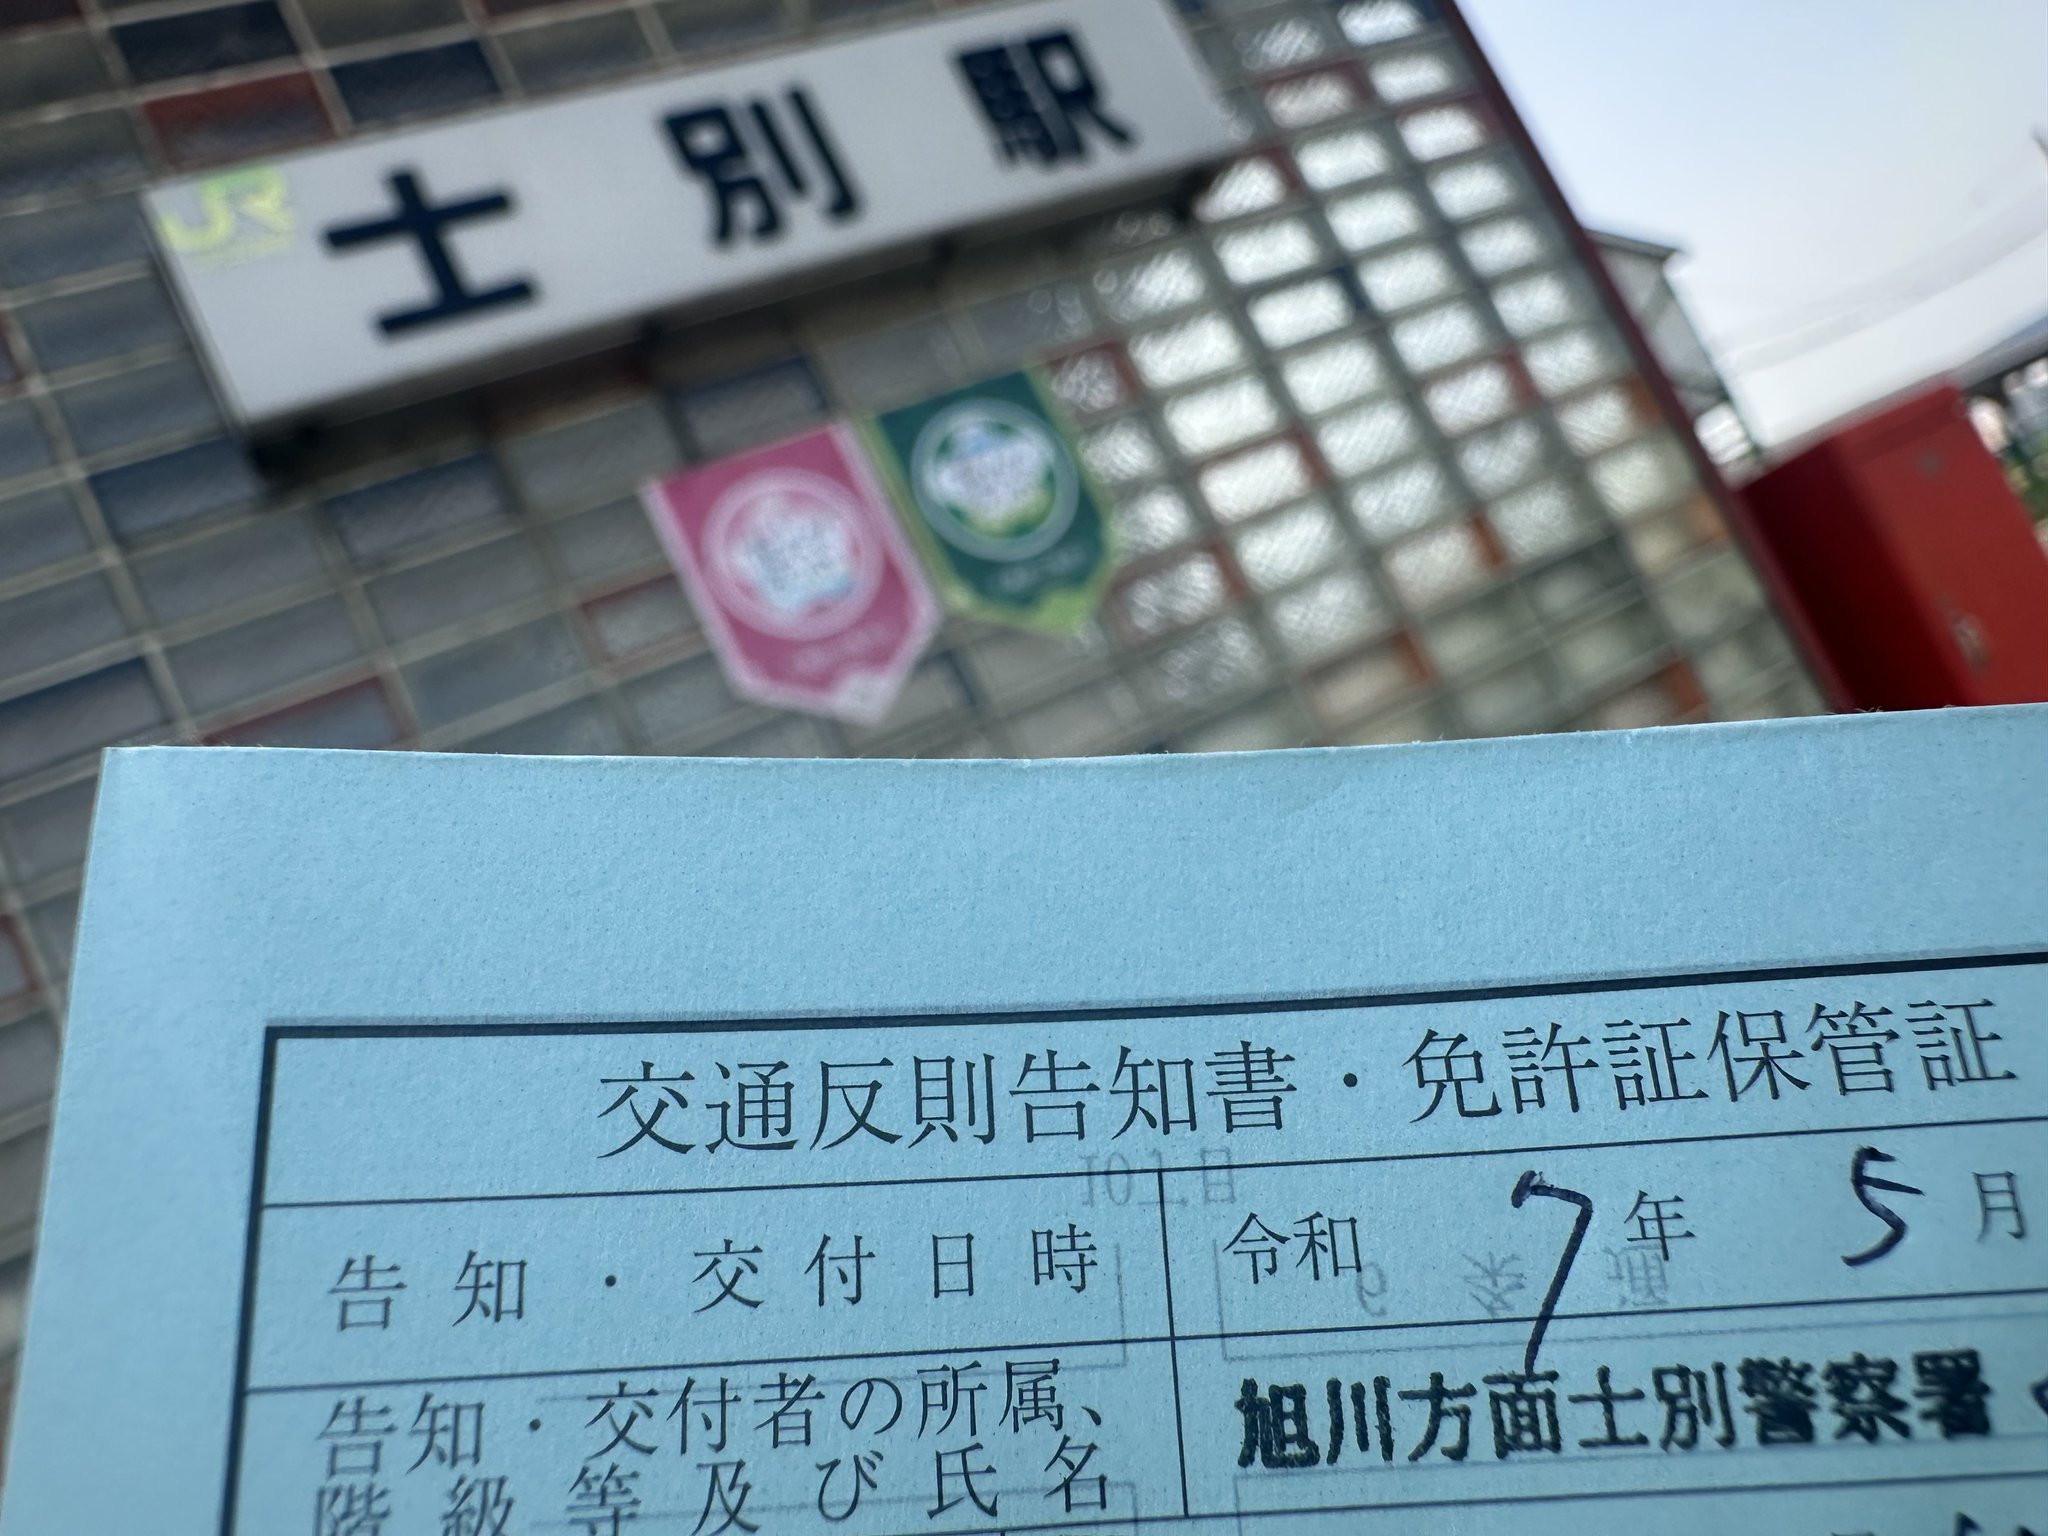 JR
士別駅
交通反則告知書・免許証保管証
告知・交付日時
令和 7年 5月
告知・交付者の所属、
階級等及び氏名
旭川方面士別警察署